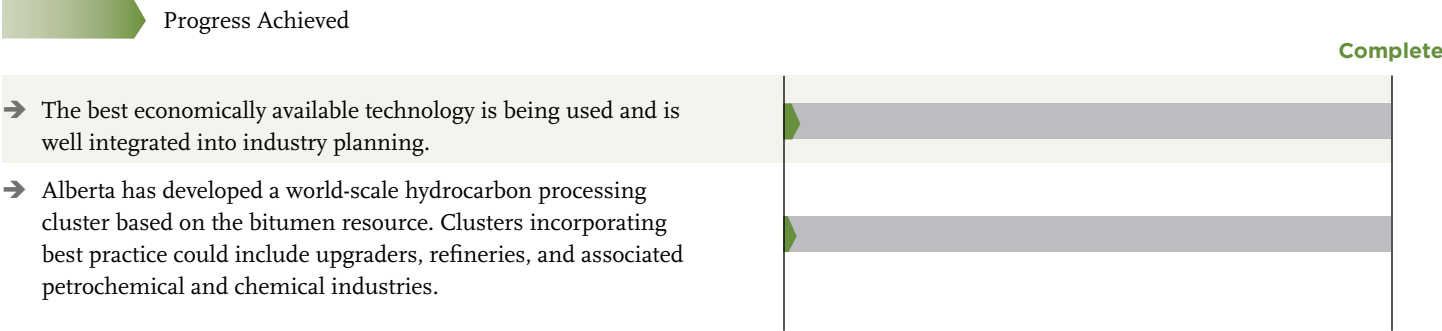 Progress Achieved
Complete
➔ The best economically available technology is being used and is
well integrated into industry planning.
➔ Alberta has developed a world-scale hydrocarbon processing
cluster based on the bitumen resource. Clusters incorporating
best practice could include upgraders, refineries, and associated
petrochemical and chemical industries.